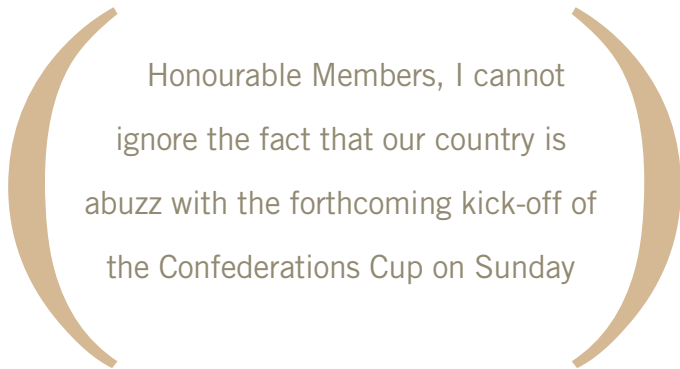 Honourable Members, I cannot
ignore the fact that our country is
abuzz with the forthcoming kick-off of
the Confederations Cup on Sunday